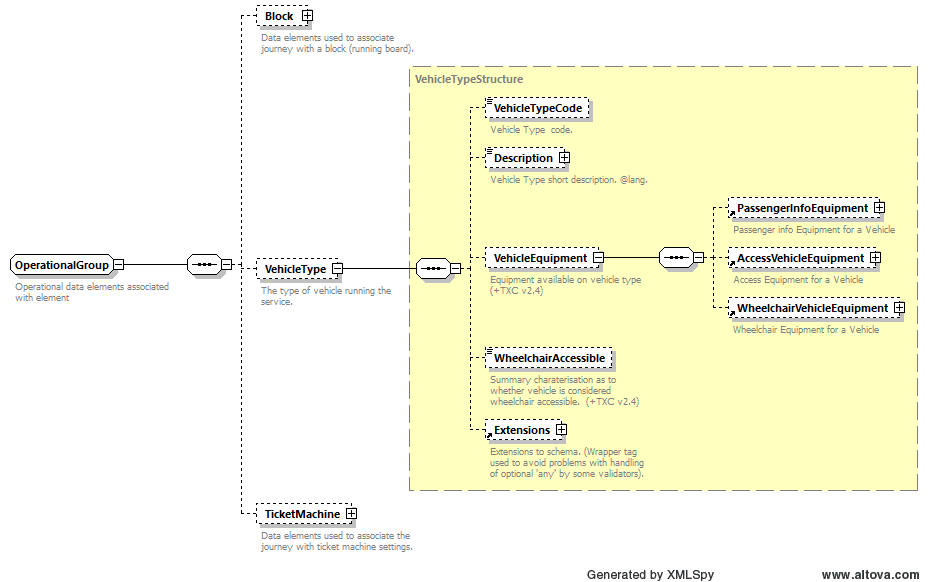 Block
Data elements used to associate
journey with a block (running board).
VehicleTypeStructure
VehicleTypeCode
Vehicle Type code.
Description
Vehicle Type short description. @lang.
PassengerInfoEquipment
Passenger info Equipment for a Vehicle
OperationalGroup
Operational data elements associated
with element
VehicleType
The type of vehicle running the
service.
VehicleEquipment
Equipment available on vehicle type
(+TXC v2.4)
AccessVehicleEquipment
Access Equipment for a Vehicle
WheelchairVehicleEquipment
Wheelchair Equipment for a Vehicle
WheelchairAccessible
Summary charaterisation as to
whether vehicle is considered
wheelchair accessible. (+TXC v2.4)
Extensions
Extensions to schema. (Wrapper tag
used to avoid problems with handling
of optional 'any' by some validators).
TicketMachine
Data elements used to associate the
journey with ticket machine settings.
Generated by XMLSpy
www.altova.com